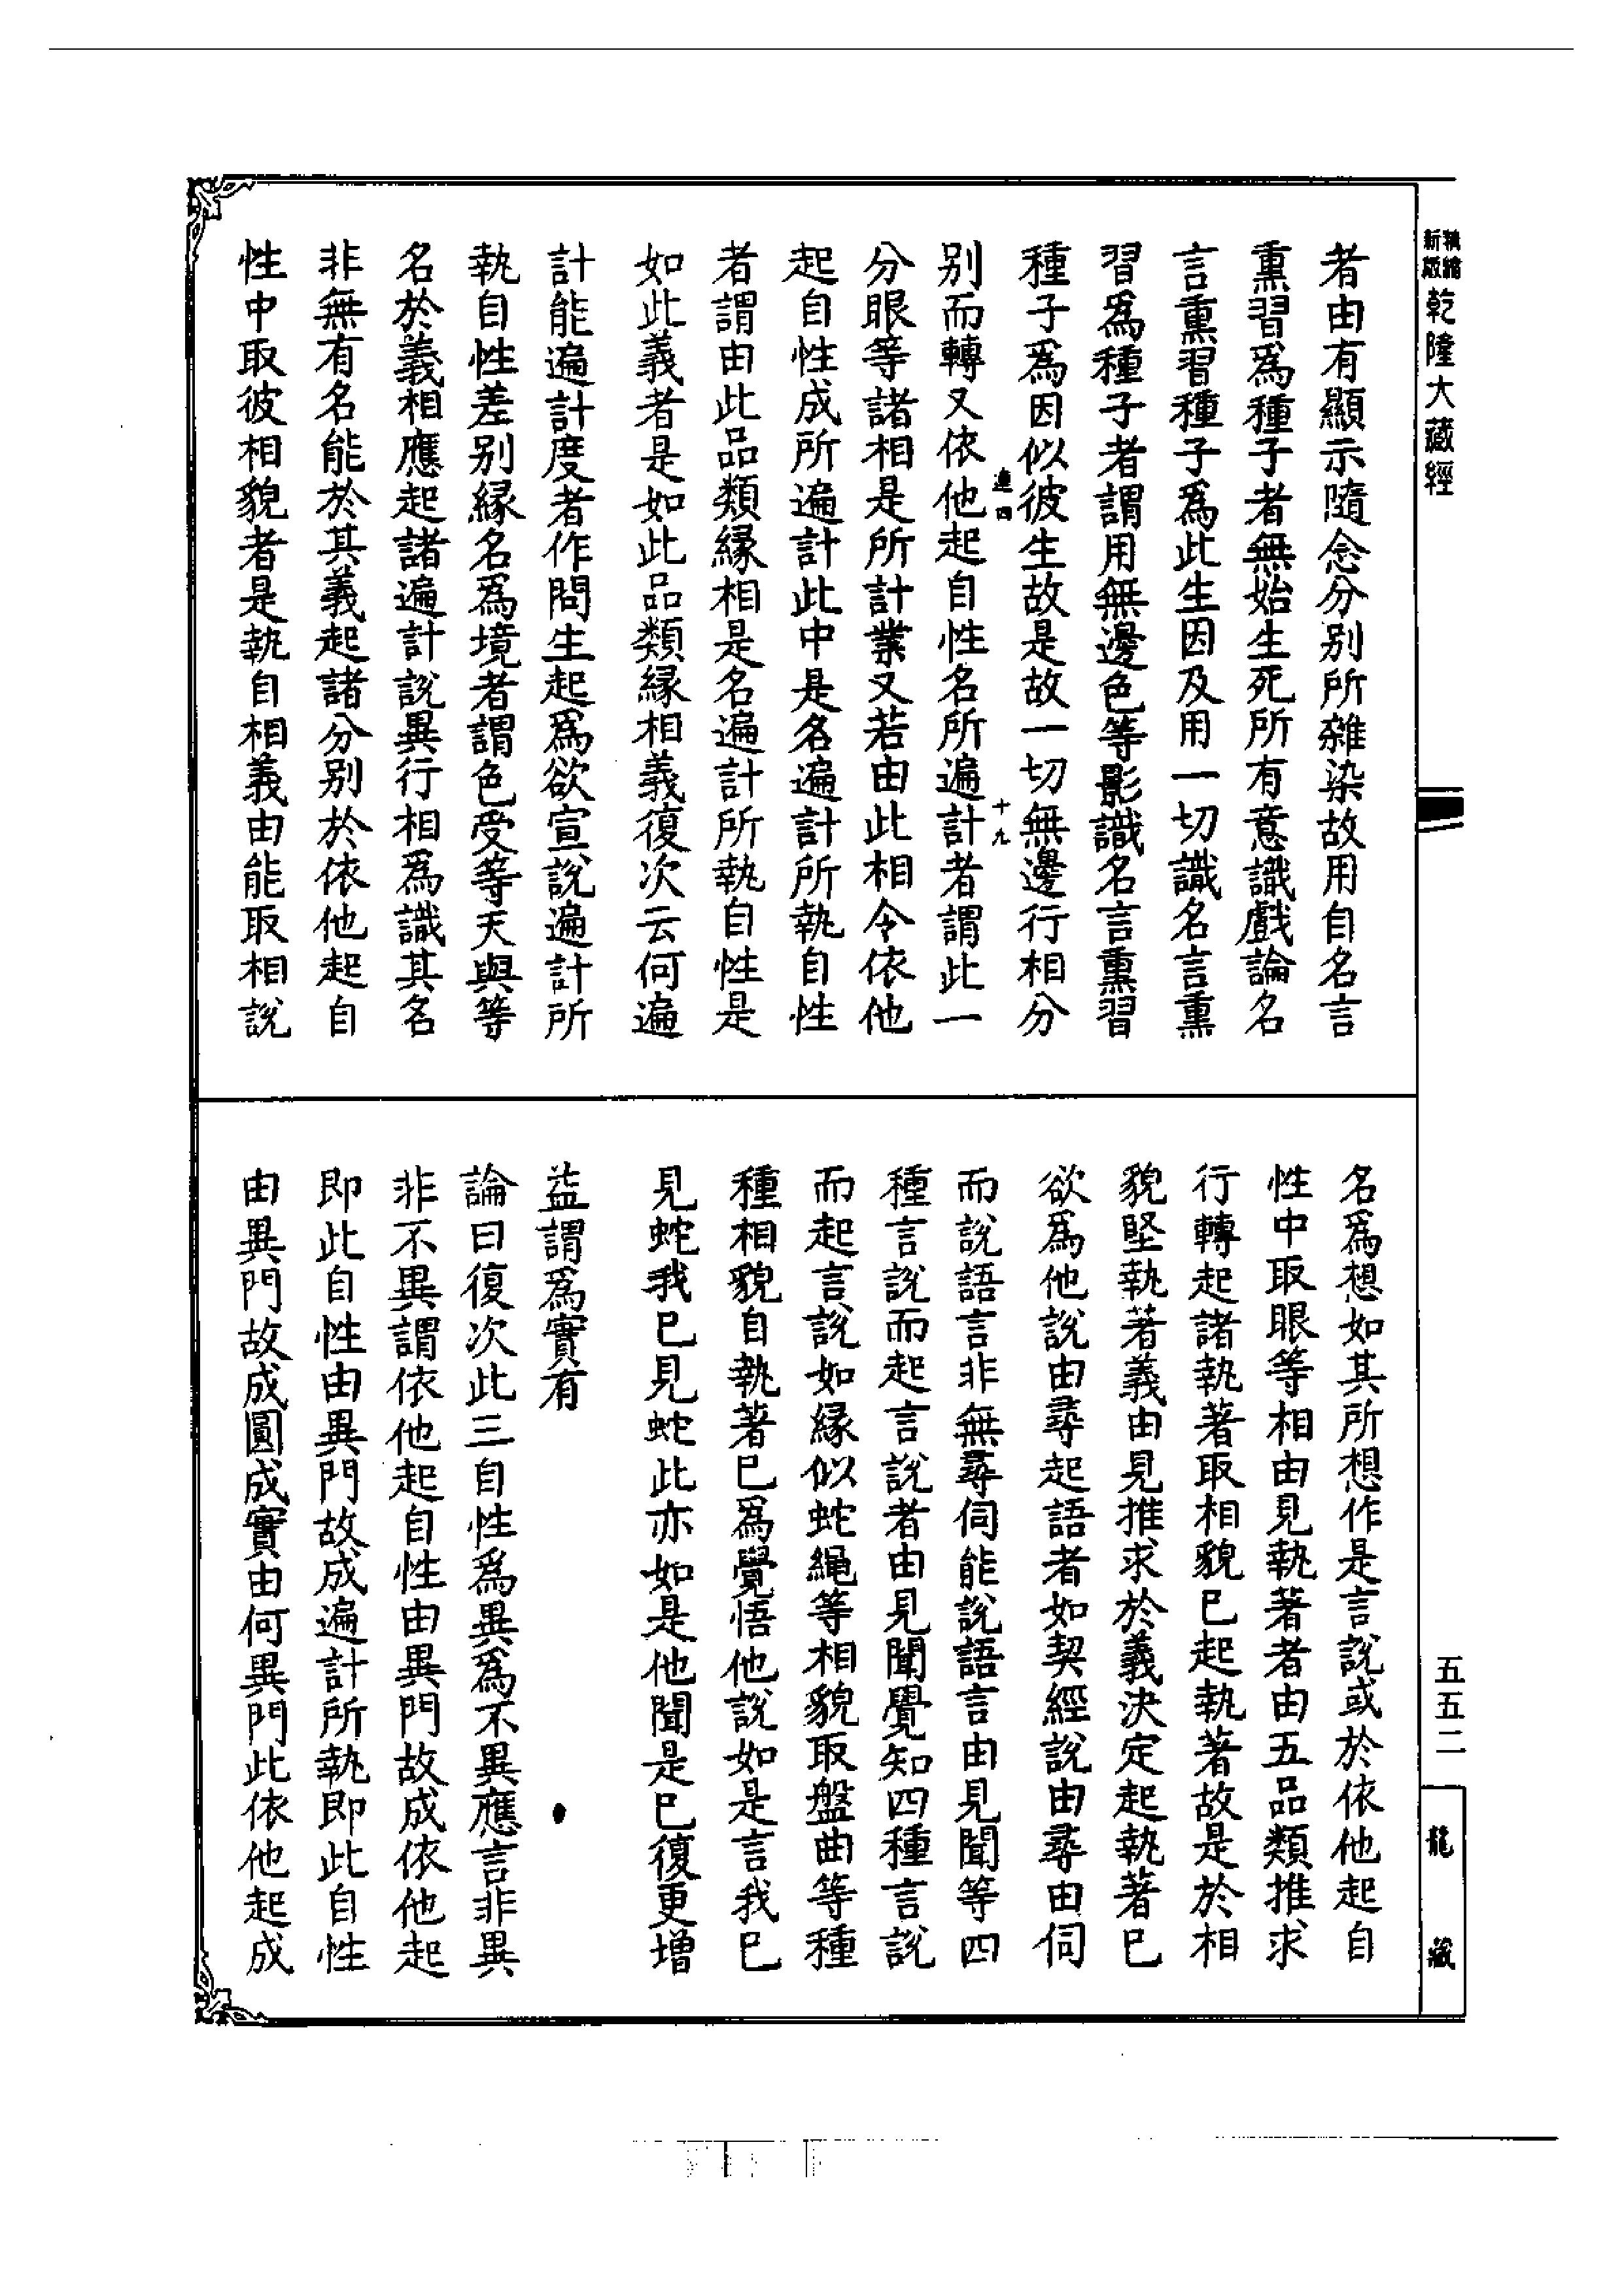 新版 精縮
乾隆大藏經
者由有顯示隨念分別所雜染故用自名言
熏習爲種子者無始生死所有意識戲論名
言熏習種子爲此生因及用一切識名言熏
習爲種子者謂用無邊色等影識名言熏習
種子爲因似彼生故是故一切無邊行相分
十九
別而轉又依他起自性名所遍計者謂此一
分眼等諸相是所計業又若由此相令依他
起自性成所遍計此中是名遍計所執自性
者謂由此品類緣相是名遍計所執自性是
如此義者是如此品類緣相義復次云何遍
計能遍計度者作問生起爲欲宣說遍計所
執自性差别緣名爲境者謂色受等天與等
名於義相應起諸遍計說異行相爲識其名
非無有名能於其義起諸分别於依他起自
性中取彼相貌者是執自相義由能取相說
名爲想如其所想作是言說或於依他起自
性中取眼等相由見執著者由五品類推求
行轉起諸執著取相貌已起執著故是於相
貌堅執著義由見推求於義決定起執著已
欲爲他說由尋起語者如契經說由尋由伺
而說語言非無尋伺能說語言由見聞等四
種言說而起言說者由見聞覺知四種言說
而起言說如緣似蛇繩等相貌取盤曲等種
種相貌自執著已爲覺悟他說如是言我已
見蛇我已見蛇此亦如是他聞是已復更增
益謂爲實有
論曰復次此三自性爲異爲不異應言非異
非不異謂依他起自性由異門故成依他起
即此自性由異門故成遍計所執即此自性
由異門故成圓成實由何異門此依他起成
五五二
龍藏